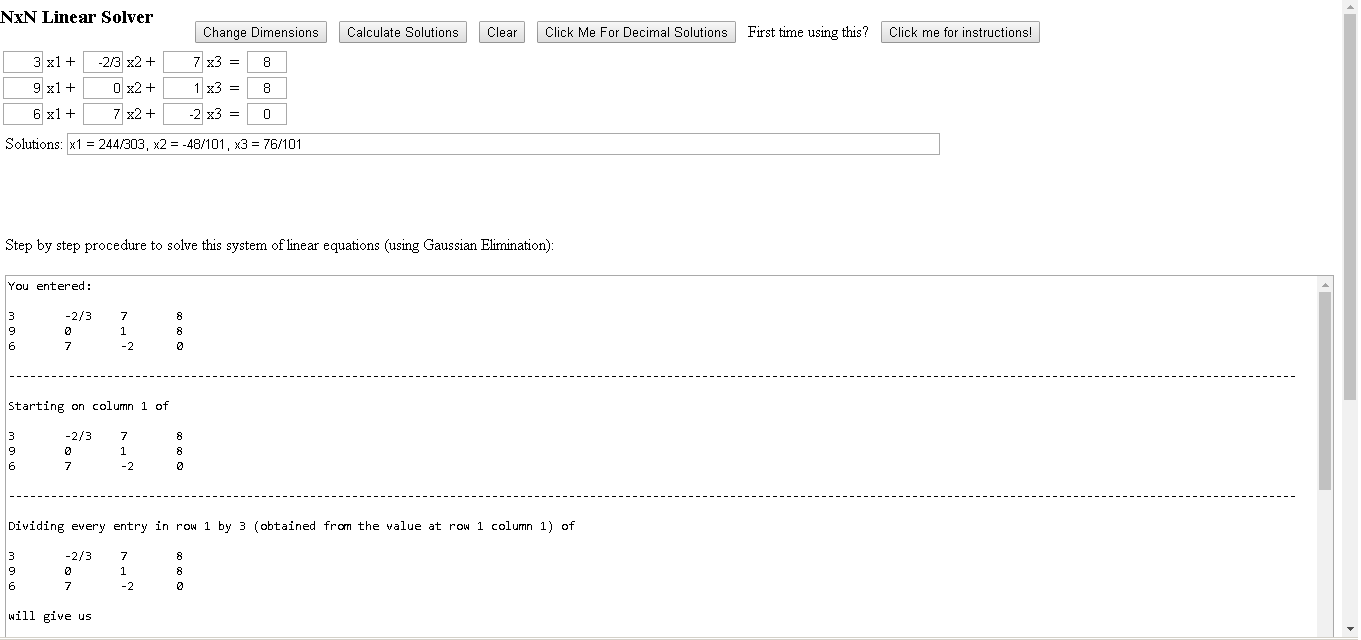 NxN Linear Solver
Change Dimensions Calculate Solutions Clear Click Me For Decimal Solutions First time using this? Click me for instructions!
3 x1 + -2/3 x2 + 7 x3 = 8
9 x1 + 0 x2 + 1 x3 = 8
6 x1 + 7 x2 + -2 x3 = 0
Solutions: x1 = 244/303, x2 = -48/101, x3 = 76/101
Step by step procedure to solve this system of linear equations (using Gaussian Elimination):
You entered:
3 -2/3 7 8
9 0 1 8
6 7 -2 0
--------------------------------------------------------------------------------------------------------------------------------------------------------------------------------------------------------
Starting on column 1 of
3 -2/3 7 8
9 0 1 8
6 7 -2 0
--------------------------------------------------------------------------------------------------------------------------------------------------------------------------------------------------------
Dividing every entry in row 1 by 3 (obtained from the value at row 1 column 1) of
3 -2/3 7 8
9 0 1 8
6 7 -2 0
will give us